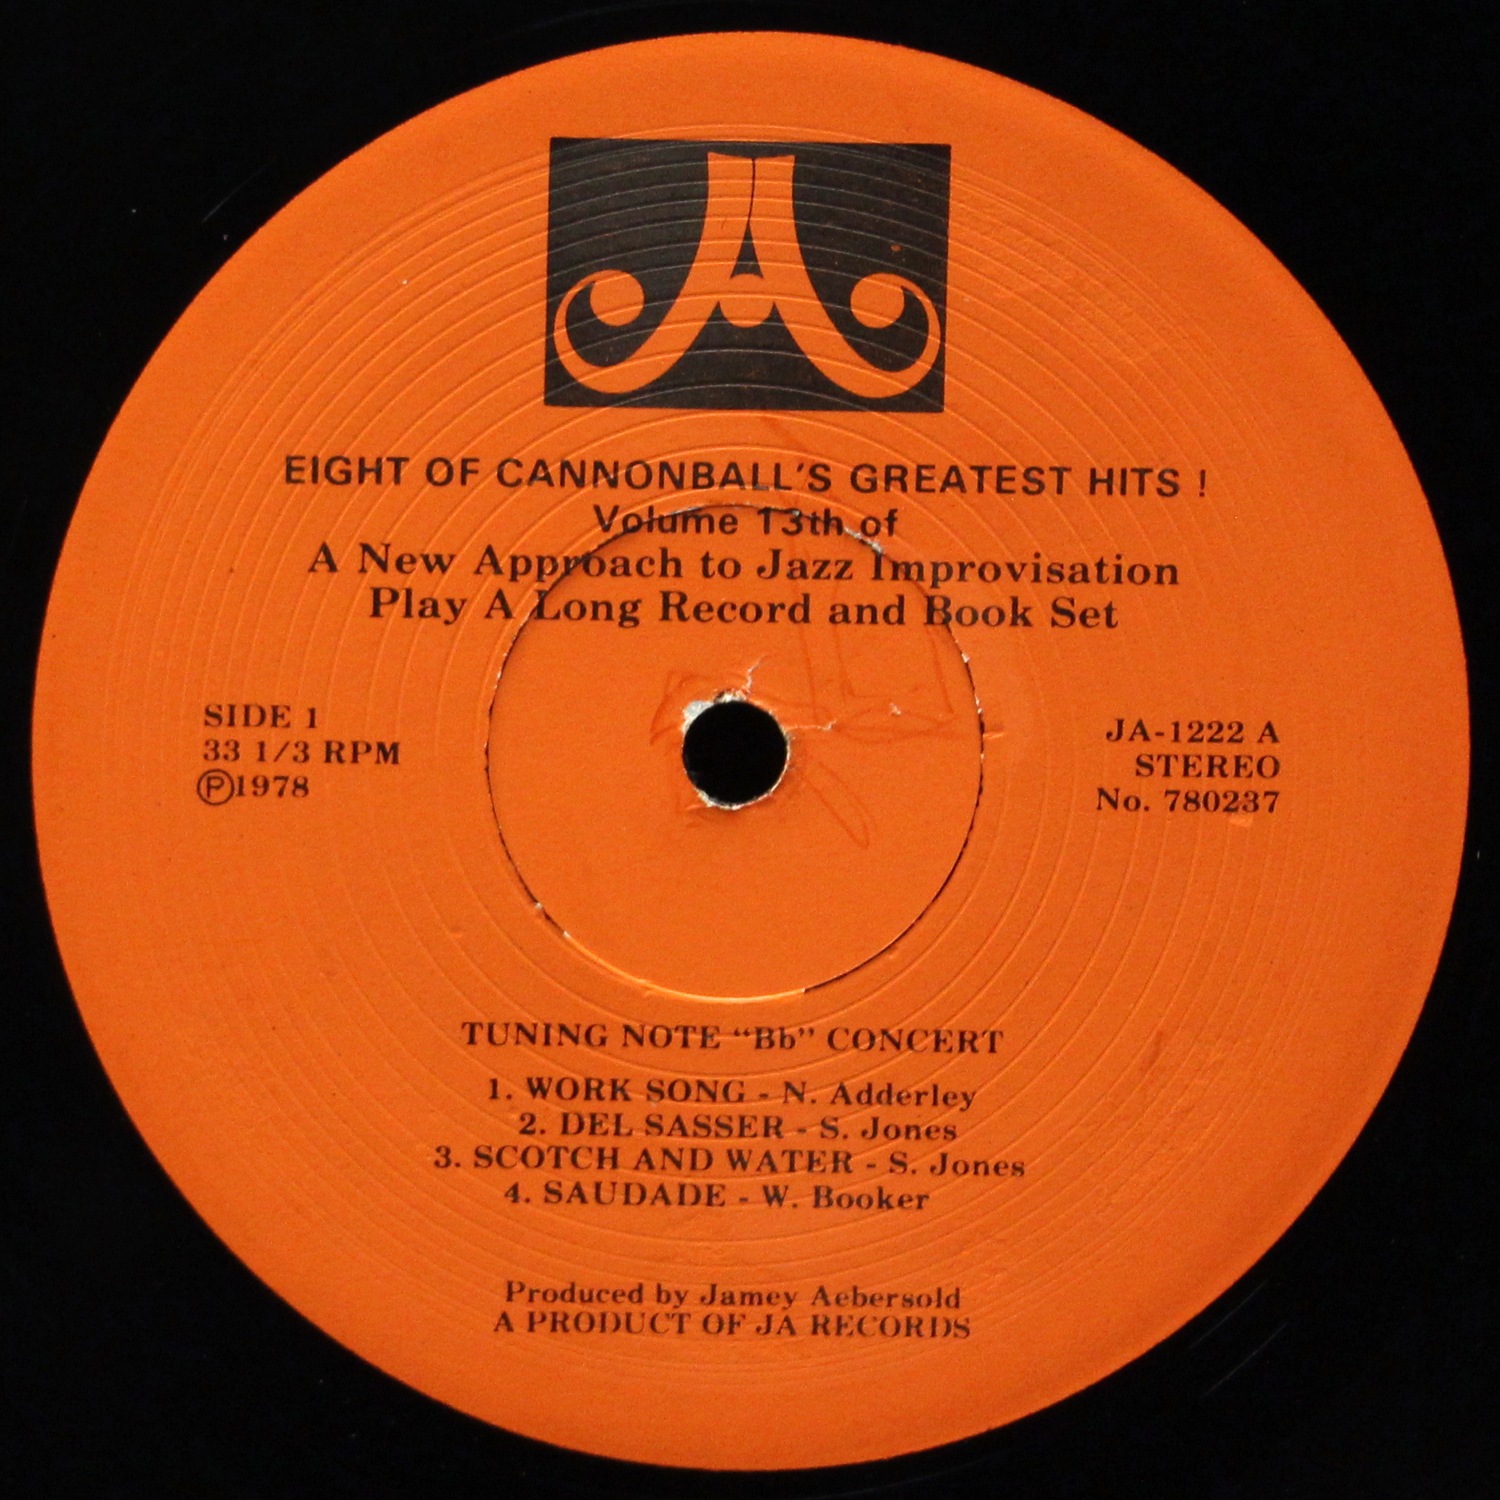 EIGHT OF CANNONBALL'S GREATEST HITS !
Volume 13th of
A New Approach to Jazz Improvisation
Play A Long Record and Book Set
SIDE 1
33 1/3 RPM
Ⓟ1978
JA-1222 A
STEREO
No. 780237
TUNING NOTE “Bb” CONCERT
1. WORK SONG - N. Adderley
2. DEL SASSER - S. Jones
3. SCOTCH AND WATER - S. Jones
4. SAUDADE - W. Booker
Produced by Jamey Aebersold
A PRODUCT OF JA RECORDS